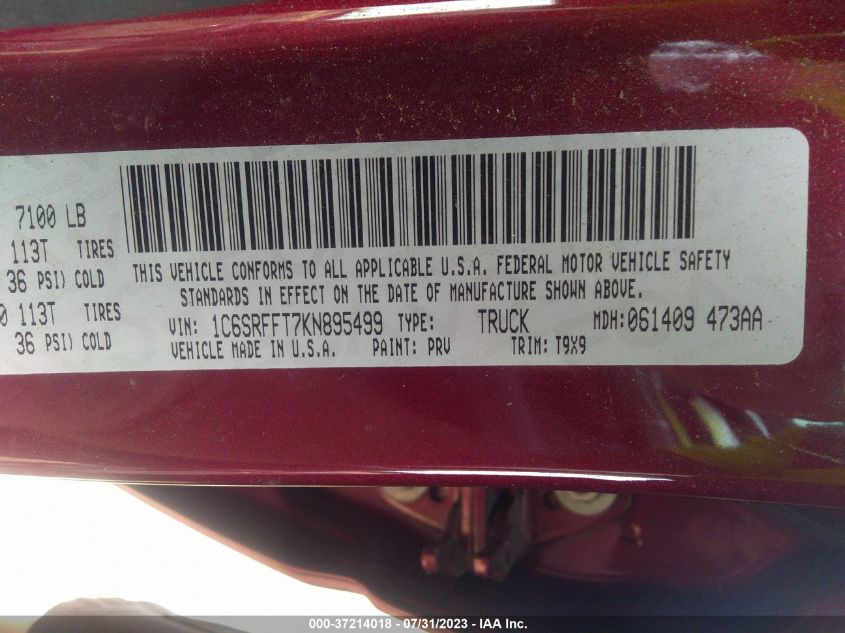 7100 LB
113T TIRES
36 PSI) COLD
0 113T TIRES
36 PSI) COLD
THIS VEHICLE CONFORMS TO ALL APPLICABLE U.S.A. FEDERAL MOTOR VEHICLE SAFETY
STANDARDS IN EFFECT ON THE DATE OF MANUFACTURE SHOWN ABOVE.
VIN: 1C6SRFFT7KN895499 TYPE: TRUCK MDH:061409 473AA
VEHICLE MADE IN U.S.A. PAINT: PRV TRIM: T9X9
000-37214018 - 07/31/2023 - IAA Inc.